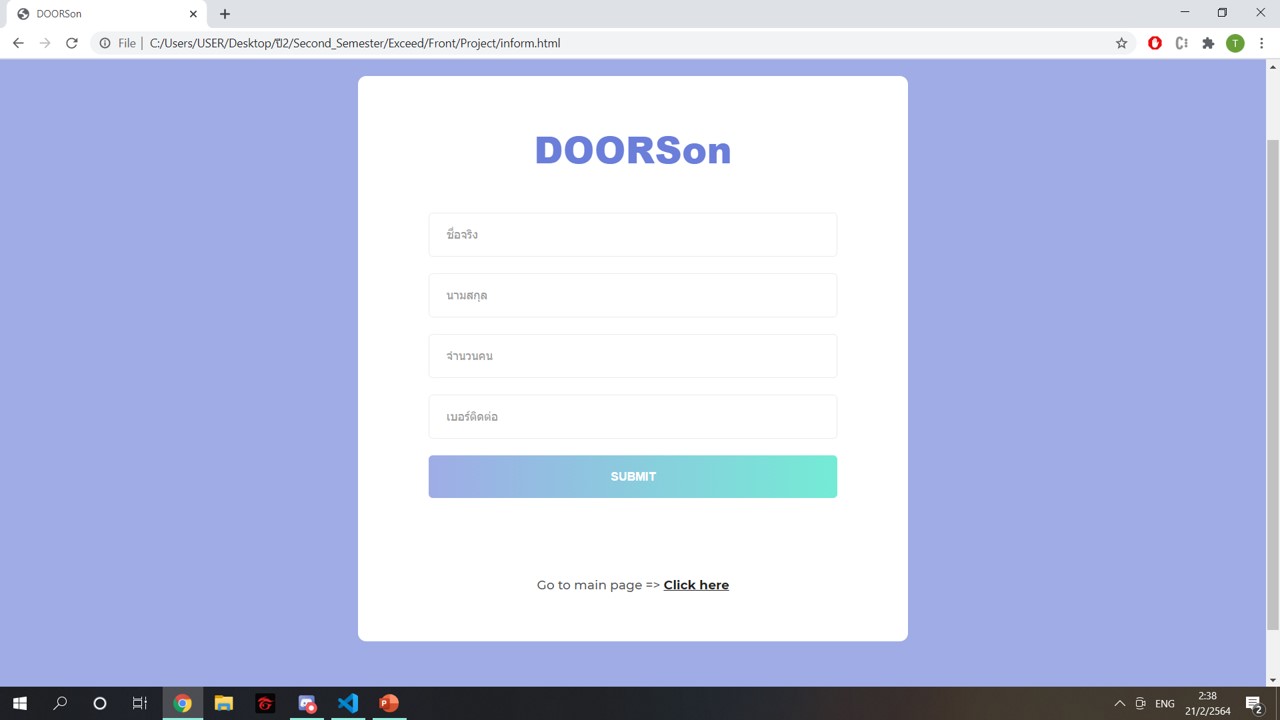 DOORSon
File | C:/Users/USER/Desktop/ปี2/Second_Semester/Exceed/Front/Project/inform.html
T
DOORSon
ชื่อจริง
นามสกุล
จำนวนคน
เบอร์ติดต่อ
SUBMIT
Go to main page => Click here
ENG
2:38
21/2/2564
2